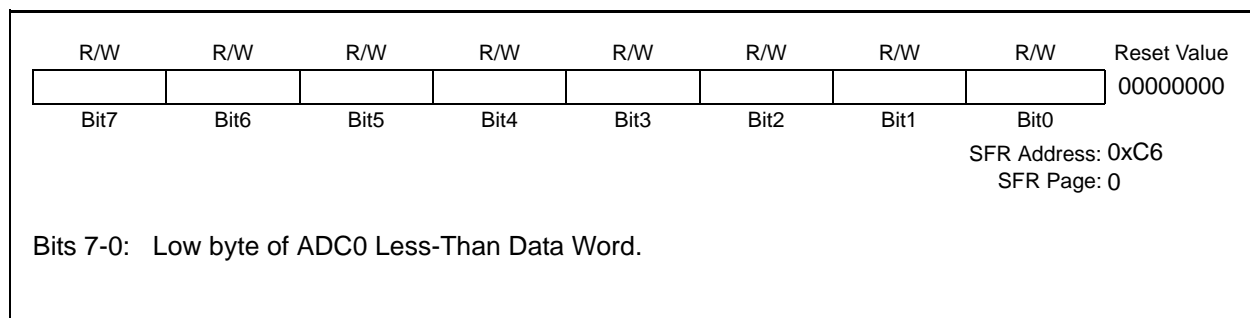 R/W R/W R/W R/W R/W R/W R/W R/W Reset Value
00000000
Bit7 Bit6 Bit5 Bit4 Bit3 Bit2 Bit1 Bit0
SFR Address: 0xC6
SFR Page: 0
Bits 7-0: Low byte of ADC0 Less-Than Data Word.